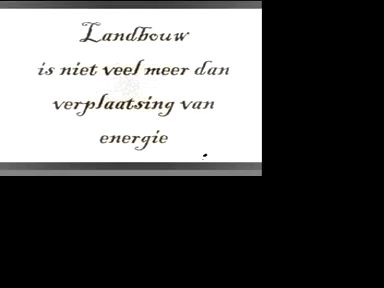 Landbouw
is niet veel meer dan
verplaatsing van
energie